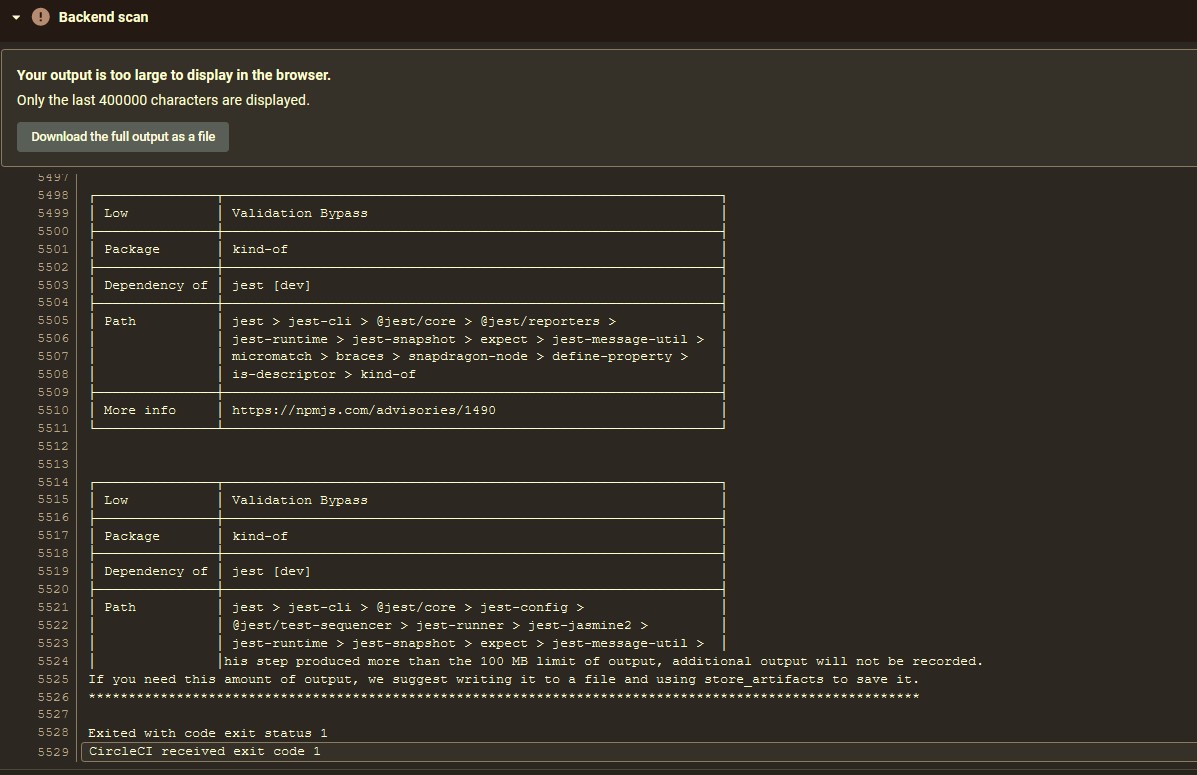 Backend scan
Your output is too large to display in the browser.
Only the last 400000 characters are displayed.
Download the full output as a file
5497
5498
5499 Low Validation Bypass
5500
5501 Package kind-of
5502
5503 Dependency of jest [dev]
5504
5505 Path jest > jest-cli > @jest/core > @jest/reporters >
5506 jest-runtime > jest-snapshot > expect > jest-message-util >
5507 micromatch > braces > snapdragon-node > define-property >
5508 is-descriptor > kind-of
5509
5510 More info https://npmjs.com/advisories/1490
5511
5512
5513
5514
5515 Low Validation Bypass
5516
5517 Package kind-of
5518
5519 Dependency of jest [dev]
5520
5521 Path jest > jest-cli > @jest/core > jest-config >
5522 @jest/test-sequencer > jest-runner > jest-jasmine2 >
5523 jest-runtime > jest-snapshot > expect > jest-message-util >
5524 his step produced more than the 100 MB limit of output, additional output will not be recorded.
5525 If you need this amount of output, we suggest writing it to a file and using store_artifacts to save it.
5526 ********************************************************************************************************
5527
5528 Exited with code exit status 1
5529 CircleCI received exit code 1